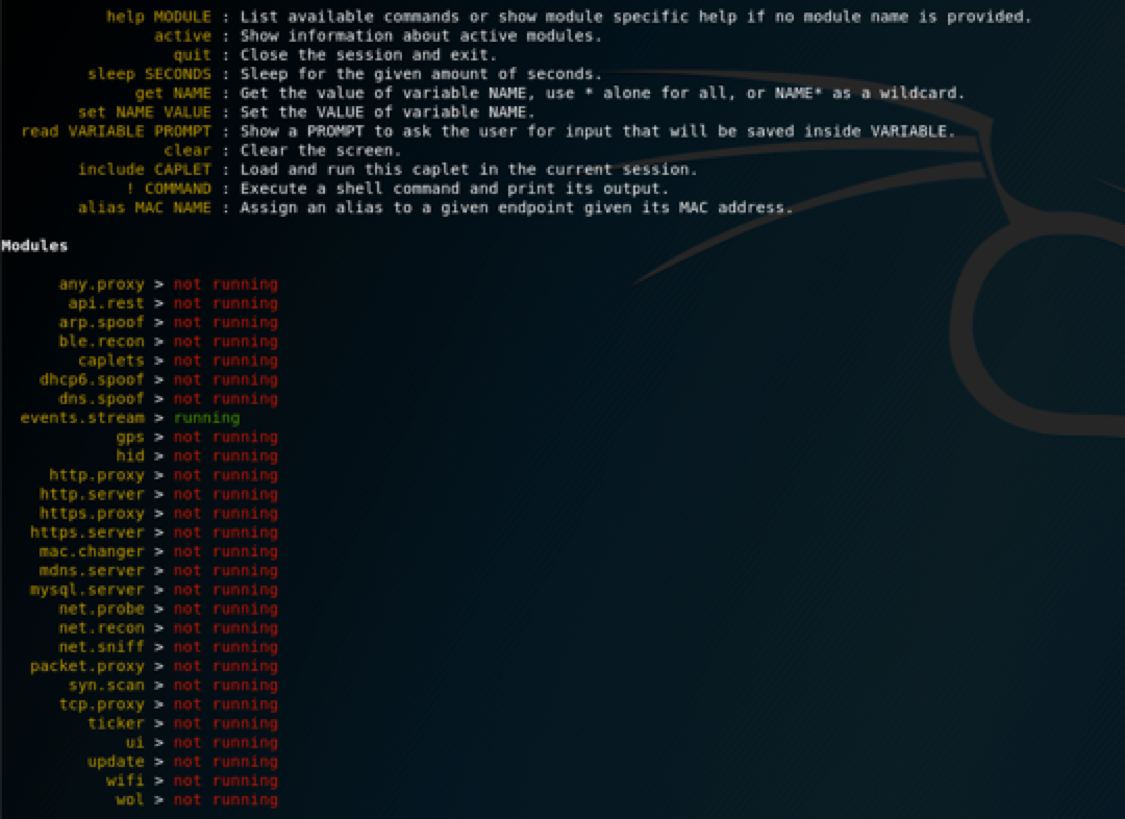 help MODULE : List available commands or show module specific help if no module name is provided.
active : Show information about active modules.
quit : Close the session and exit.
sleep SECONDS : Sleep for the given amount of seconds.
get NAME : Get the value of variable NAME, use * alone for all, or NAME* as a wildcard.
set NAME VALUE : Set the VALUE of variable NAME.
read VARIABLE PROMPT : Show a PROMPT to ask the user for input that will be saved inside VARIABLE.
clear : Clear the screen.
include CAPLET : Load and run this caplet in the current session.
! COMMAND : Execute a shell command and print its output.
alias MAC NAME : Assign an alias to a given endpoint given its MAC address.
Modules
any.proxy > not running
api.rest > not running
arp.spoof > not running
ble.recon > not running
caplets > not running
dhcp6.spoof > not running
dns.spoof > not running
events.stream > running
gps > not running
hid > not running
http.proxy > not running
http.server > not running
https.proxy > not running
https.server > not running
mac.changer > not running
mdns.server > not running
mysql.server > not running
net.probe > not running
net.recon > not running
net.sniff > not running
packet.proxy > not running
syn.scan > not running
tcp.proxy > not running
ticker > not running
ui > not running
update > not running
wifi > not running
wol > not running